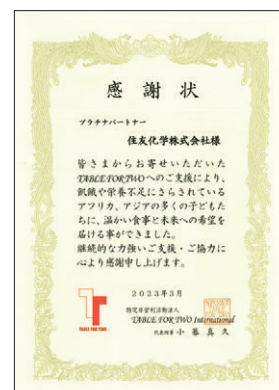 感謝状
プラチナパートナー
住友化学株式会社様
皆さまからお寄せいただいた
TABLE FOR TWOへのご支援により、
飢餓や栄養不足にさらされている
アフリカ、アジアの多くの子どもた
ちに、温かい食事と未来への希望を
届ける事ができました。
継続的な力強いご支援・ご協力に
心より感謝申し上げます。
2023年3月
特定非営利活動法人
TABLE FOR TWO International
代表理事 小暮真久
TABLE FOR TWO